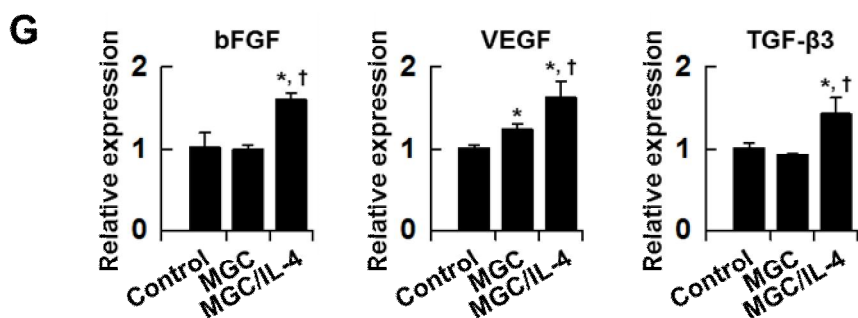 G
bFGF
Relative expression
2
1
0
*, †
Control
MGC
MGC/IL-4
VEGF
Relative expression
2
1
0
*
*, †
Control
MGC
MGC/IL-4
TGF-β3
Relative expression
2
1
0
*, †
Control
MGC
MGC/IL-4